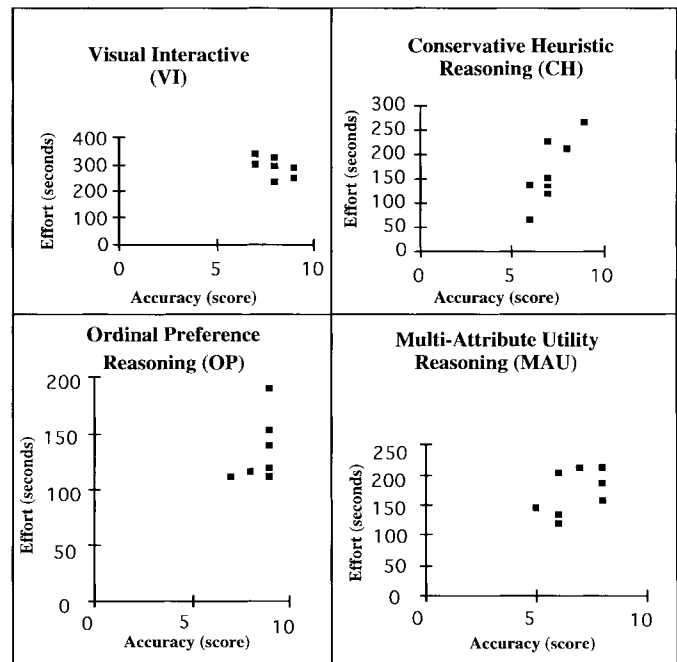 Visual Interactive
(VI)
Effort (seconds)
400
300
200
100
0
0 5 10
Accuracy (score)
Conservative Heuristic
Reasoning (CH)
Effort (seconds)
300
250
200
150
100
50
0
0 5 10
Accuracy (score)
Ordinal Preference
Reasoning (OP)
Effort (seconds)
200
150
100
50
0
0 5 10
Accuracy (score)
Multi-Attribute Utility
Reasoning (MAU)
Effort (seconds)
250
200
150
100
50
0
0 5 10
Accuracy (score)